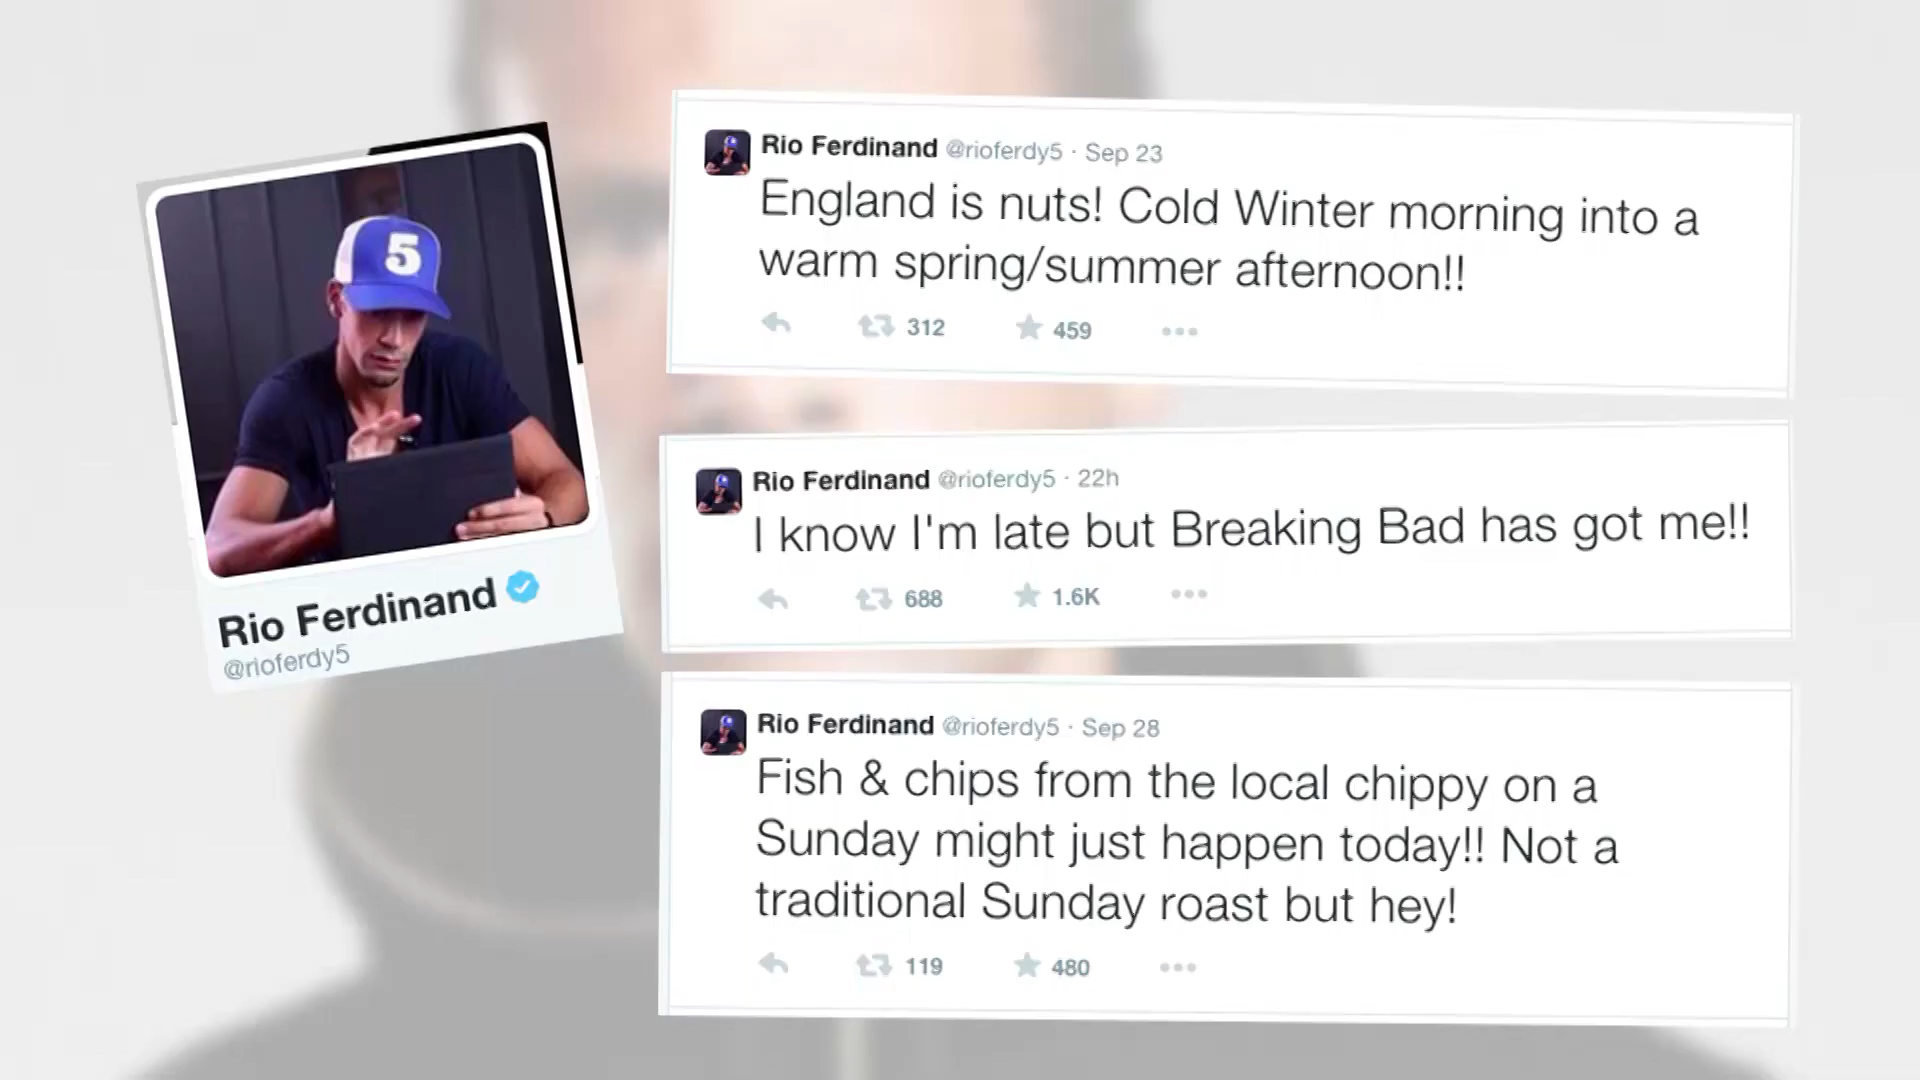 5
Rio Ferdinand
@rioferdy5
Rio Ferdinand @rioferdy5 · Sep 23
England is nuts! Cold Winter morning into a
warm spring/summer afternoon!!
312 459
Rio Ferdinand @rioferdy5 · 22h
I know I'm late but Breaking Bad has got me!!
688 1.6K
Rio Ferdinand @rioferdy5 · Sep 28
Fish & chips from the local chippy on a
Sunday might just happen today!! Not a
traditional Sunday roast but hey!
119 480